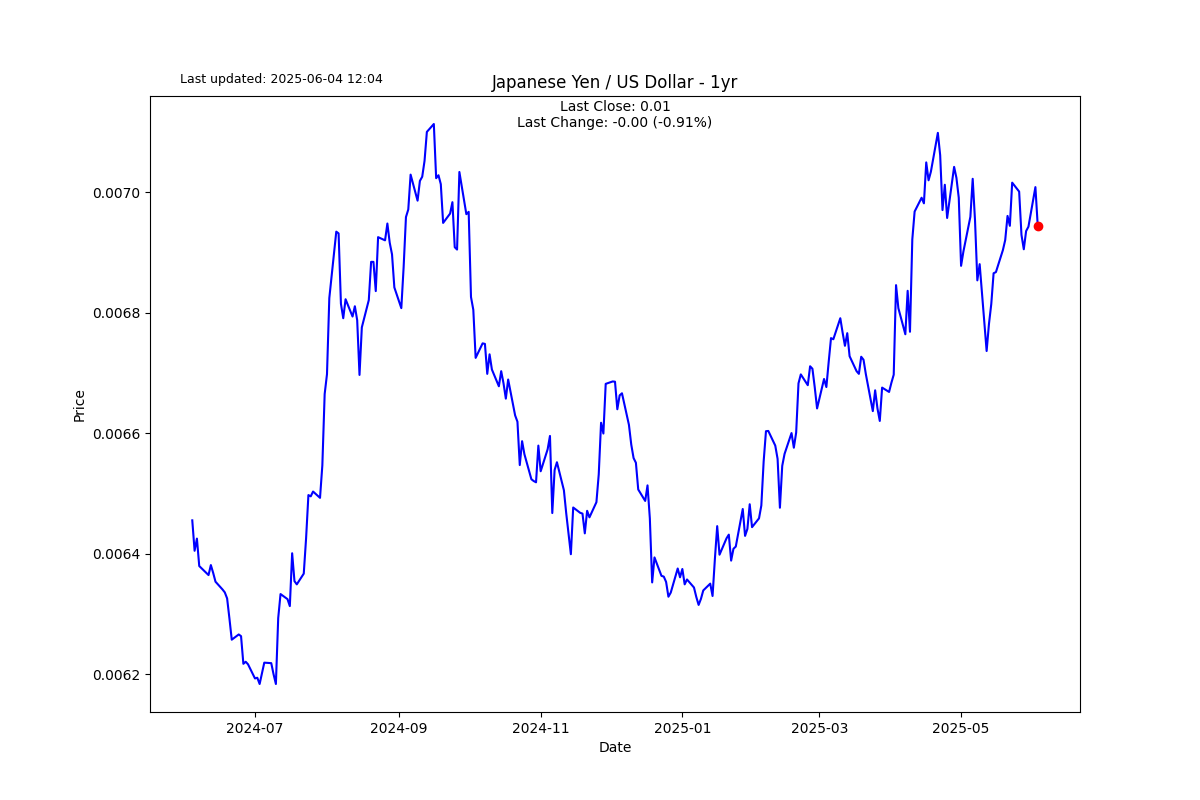 Last updated: 2025-06-04 12:04
Japanese Yen / US Dollar - 1yr
Last Close: 0.01
Last Change: -0.00 (-0.91%)
0.0070
0.0068
0.0066
0.0064
0.0062
Price
2024-07
2024-09
2024-11
2025-01
2025-03
2025-05
Date